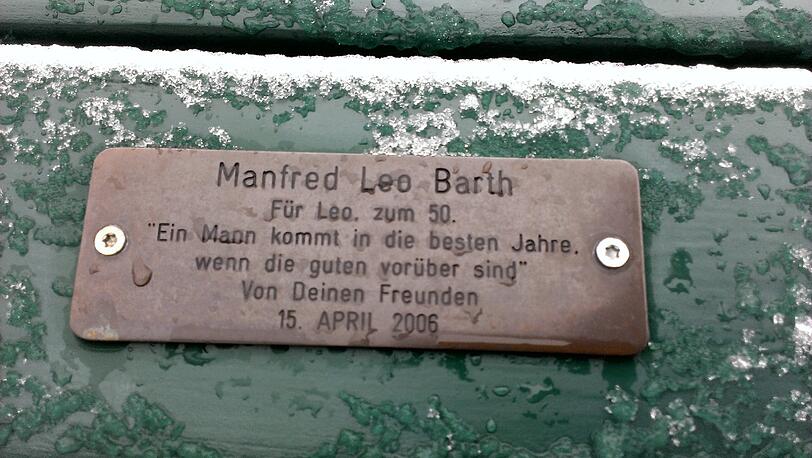 Manfred Leo Barth
Für Leo, zum 50.
"Ein Mann kommt in die besten Jahre,
wenn die guten vorüber sind"
Von Deinen Freunden
15. APRIL 2006